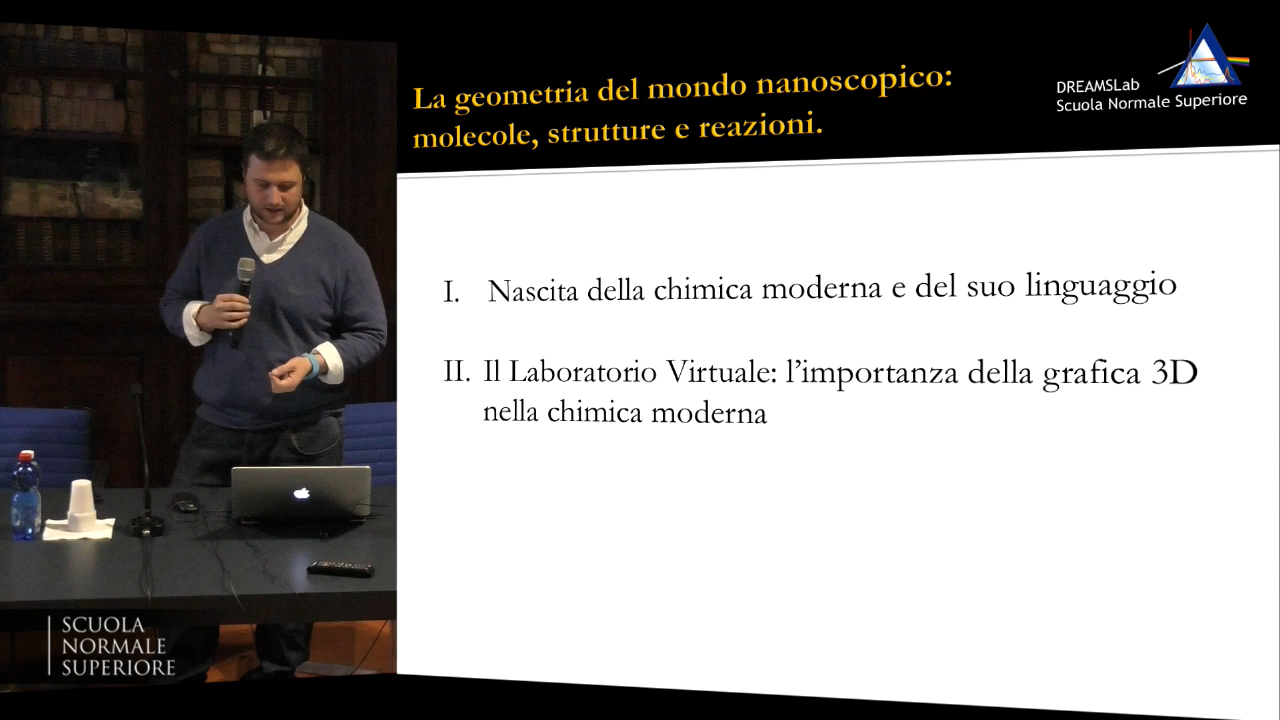 La geometria del mondo nanoscopico:
molecole, strutture e reazioni.
DREAMSLab
Scuola Normale Superiore
I. Nascita della chimica moderna e del suo linguaggio
II. Il Laboratorio Virtuale: l'importanza della grafica 3D
nella chimica moderna
SCUOLA
NORMALE
SUPERIORE